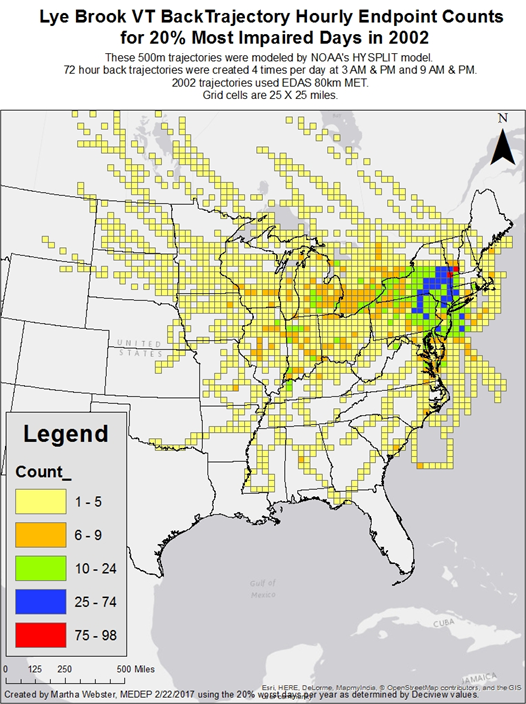 Lye Brook VT BackTrajectory Hourly Endpoint Counts
for 20% Most Impaired Days in 2002
These 500m trajectories were modeled by NOAA's HYSPLIT model.
72 hour back trajectories were created 4 times per day at 3 AM & PM and 9 AM & PM.
2002 trajectories used EDAS 80km MET.
Grid cells are 25 X 25 miles.
N
UNITED
STATES
Legend
Count_
1 - 5
6 - 9
10 - 24
25 - 74
75 - 98
Gulf of
Mexico
CUBA
JAMAICA
0 125 250 500 Miles
Esri, HERE, DeLorme, MapmyIndia, © OpenStreetMap contributors, and the GIS
Created by Martha Webster, MEDEP 2/22/2017 using the 20% worst days per year as determined by Deciview values.